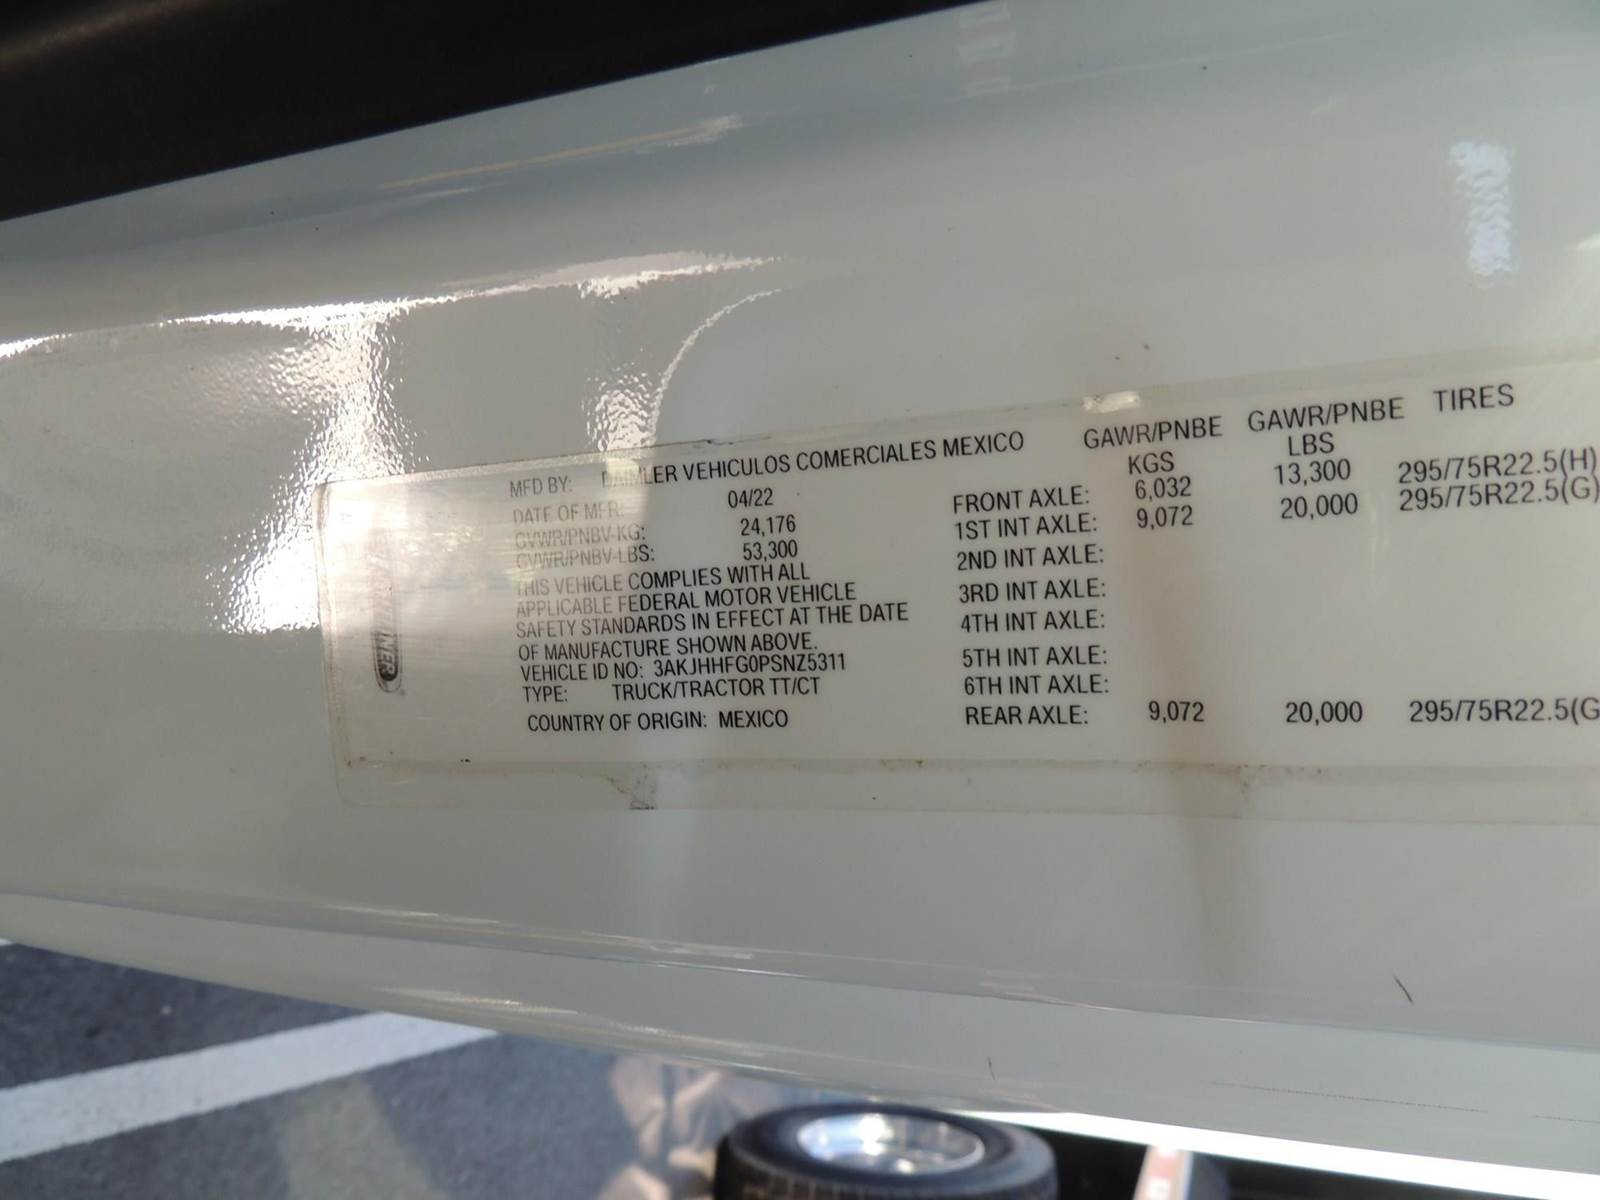 MFD BY: DAIMLER VEHICULOS COMERCIALES MEXICO
DATE OF MFR: 04/22
GVWR/PNBV-KG: 24,176
GVWR/PNBV-LBS: 53,300
THIS VEHICLE COMPLIES WITH ALL
APPLICABLE FEDERAL MOTOR VEHICLE
SAFETY STANDARDS IN EFFECT AT THE DATE
OF MANUFACTURE SHOWN ABOVE.
VEHICLE ID NO: 3AKJHHFG0PSNZ5311
TYPE: TRUCK/TRACTOR TT/CT
COUNTRY OF ORIGIN: MEXICO
GAWR/PNBE KGS GAWR/PNBE LBS TIRES
FRONT AXLE: 6,032 13,300 295/75R22.5(H)
1ST INT AXLE: 9,072 20,000 295/75R22.5(G)
2ND INT AXLE:
3RD INT AXLE:
4TH INT AXLE:
5TH INT AXLE:
6TH INT AXLE:
REAR AXLE: 9,072 20,000 295/75R22.5(G